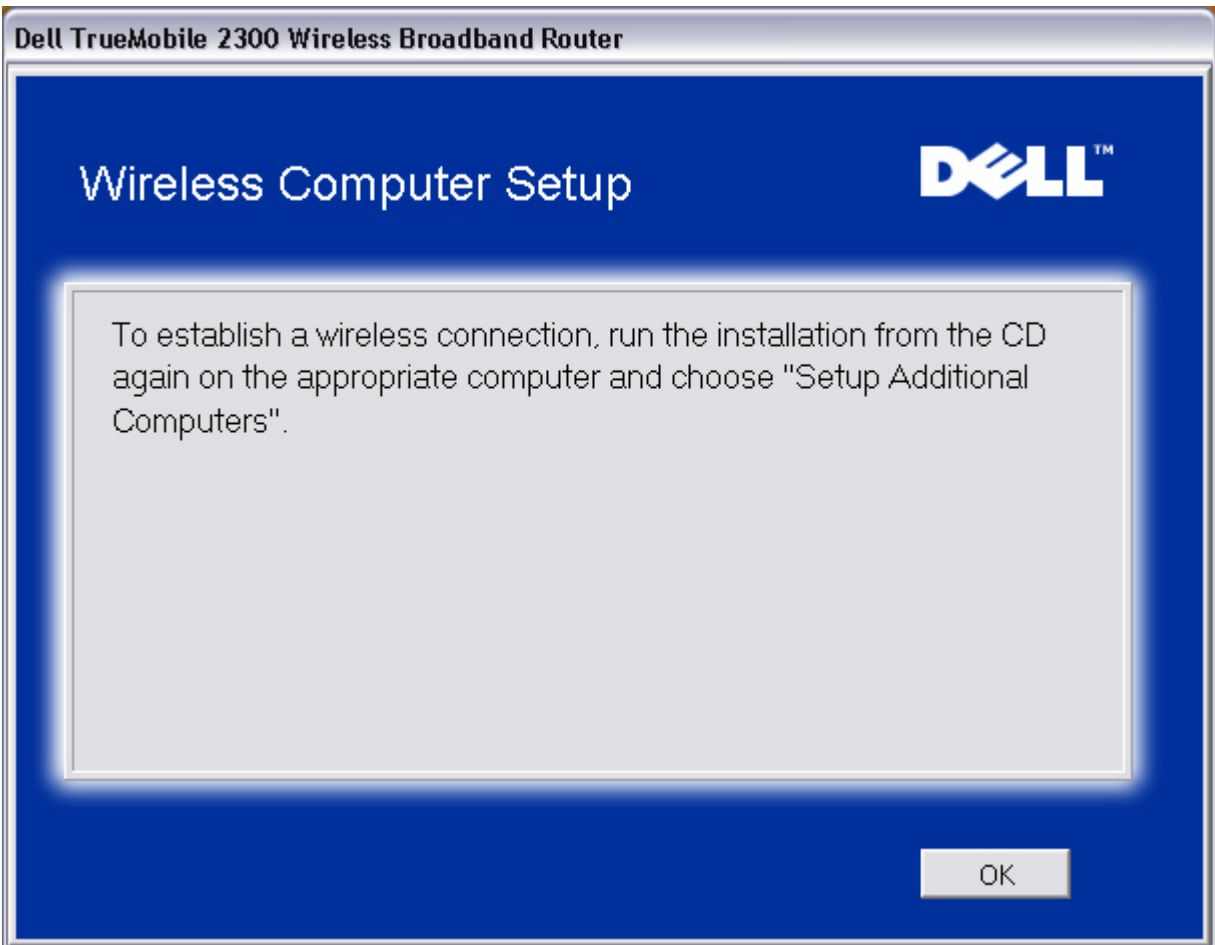 Dell TrueMobile 2300 Wireless Broadband Router
Wireless Computer Setup
DELL™
To establish a wireless connection, run the installation from the CD
again on the appropriate computer and choose "Setup Additional
Computers".
OK